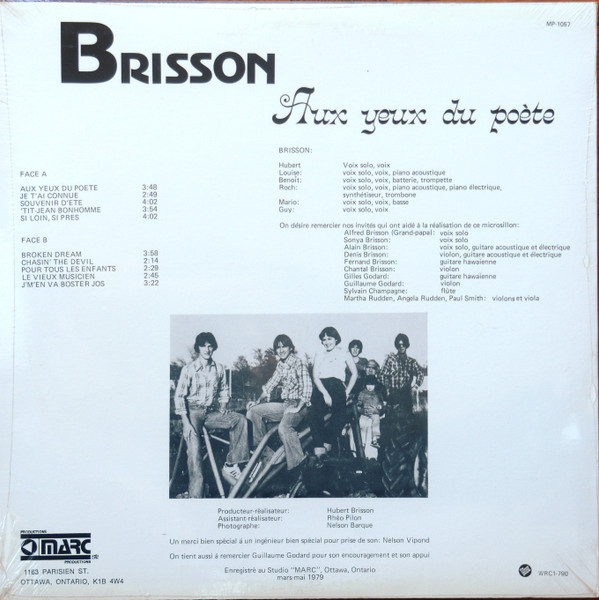 MP-1067
BRISSON
Aux yeux du poète
BRISSON:
Hubert Voix solo, voix
Louise: voix solo, voix, piano acoustique
Benoit: voix solo, voix, batterie, trompette
Roch: voix solo, voix, piano acoustique, piano électrique,
synthétiseur, trombone
Mario: voix solo, voix, basse
Guy: voix solo, voix
FACE A
AUX YEUX DU POETE 3:48
JE T'AI CONNUE 2:49
SOUVENIR D'ETE 4:02
'TIT-JEAN BONHOMME 3:54
SI LOIN, SI PRES 4:02
FACE B
BROKEN DREAM 3:58
CHASIN' THE DEVIL 2:14
POUR TOUS LES ENFANTS 2:29
LE VIEUX MUSICIEN 2:45
J'M'EN VA BOSTER JOS 3:22
On désire remercier nos invités qui ont aidé à la réalisation de ce microsillon:
Alfred Brisson (Grand-papa): voix solo
Sonya Brisson: voix solo
Alain Brisson: voix solo, guitare acoustique et électrique
Denis Brisson: violon, guitare acoustique et électrique
Fernand Brisson: guitare hawaienne
Chantal Brisson: violon
Gilles Godard: guitare hawaienne
Guillaume Godard: violon
Sylvain Champagne: flûte
Martha Rudden, Angela Rudden, Paul Smith: violons et viola
Producteur-réalisateur: Hubert Brisson
Assistant-réalisateur: Rhéo Pilon
Photographe: Nelson Barque
Un merci bien spécial à un ingénieur bien spécial pour prise de son: Nelson Vipond
On tient aussi à remercier Guillaume Godard pour son encouragement et son appui
Enregistré au Studio "MARC", Ottawa, Ontario
mars-mai 1979
PRODUCTIONS
MARC
PRODUCTIONS
1163 PARISIEN ST.
OTTAWA, ONTARIO, K1B 4W4
WRC1-790